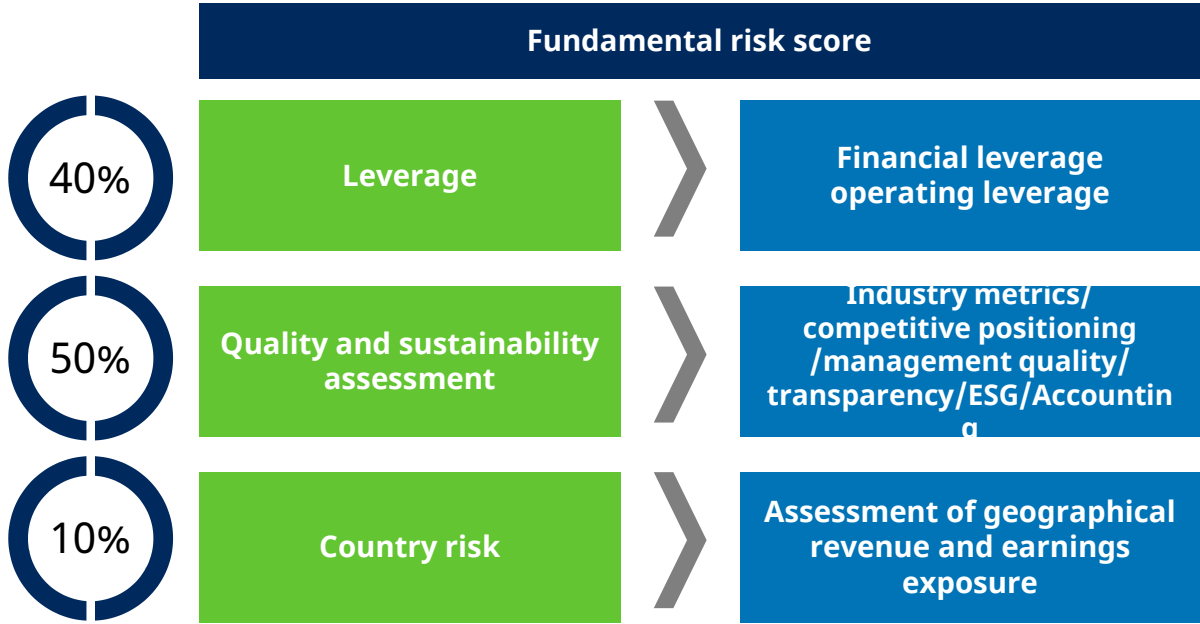 Fundamental risk score
40%
Leverage
Financial leverage
operating leverage
50%
Quality and sustainability
assessment
Industry metrics/
competitive positioning
/management quality/
transparency/ESG/Accountin
g
10%
Country risk
Assessment of geographical
revenue and earnings
exposure